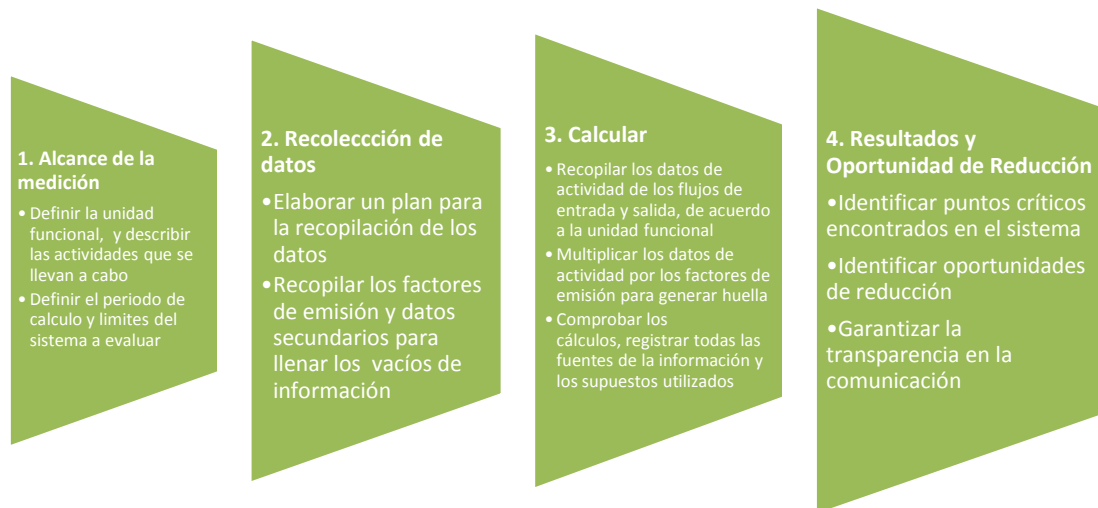 1. Alcance de la
medición
• Definir la unidad
funcional, y describir
las actividades que se
llevan a cabo
• Definir el periodo de
calculo y limites del
sistema a evaluar
2. Recoleccción de
datos
•Elaborar un plan para
la recopilación de los
datos
•Recopilar los factores
de emisión y datos
secundarios para
llenar los vacíos de
información
3. Calcular
• Recopilar los datos de
actividad de los flujos de
entrada y salida, de acuerdo
a la unidad funcional
• Multiplicar los datos de
actividad por los factores de
emisión para generar huella
• Comprobar los
cálculos, registrar todas las
fuentes de la información y
los supuestos utilizados
4. Resultados y
Oportunidad de Reducción
•Identificar puntos críticos
encontrados en el sistema
•Identificar oportunidades
de reducción
•Garantizar la
transparencia en la
comunicación